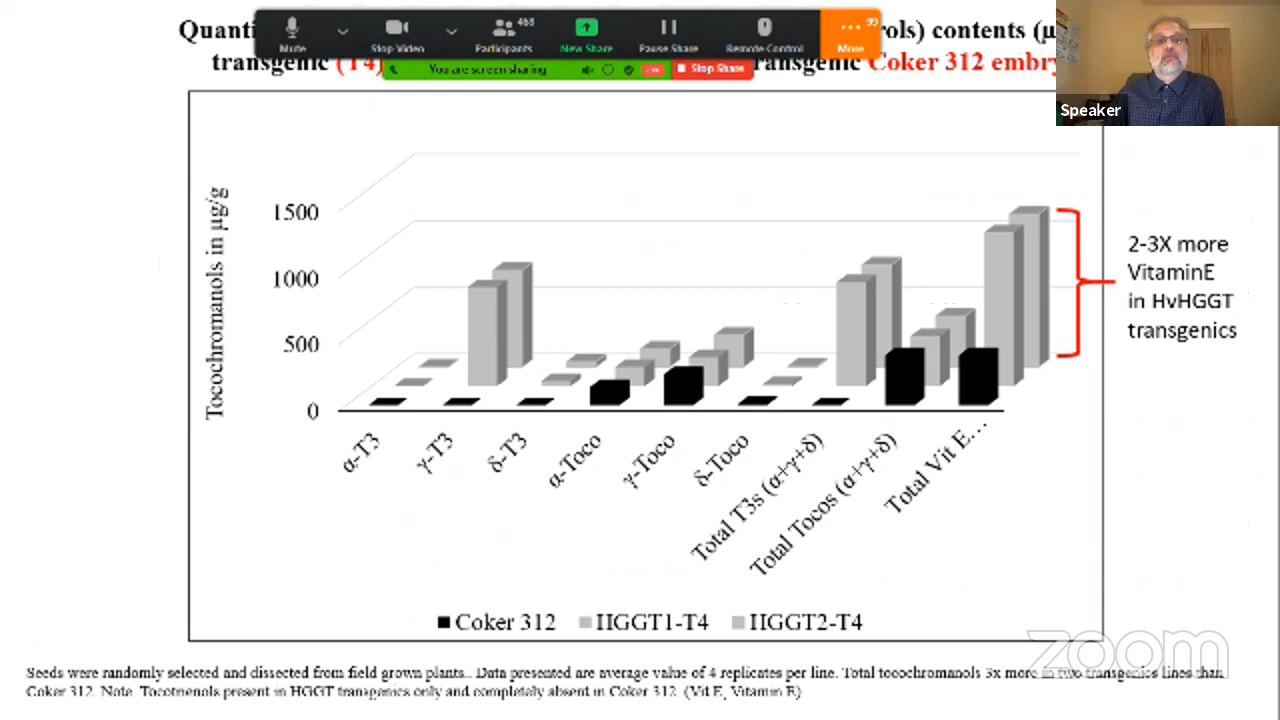 Quanti
rols) contents (µ
transgenic (T4)
ransgenic Coker 312 embry
Mute
Stop Video
468
Participants
New Share
Pause Share
Remote Control
99
More
You are screen sharing
Stop Share
Speaker
Tocochromanols in µg/g
1500
1000
500
0
α-T3
γ-T3
δ-T3
α-Toco
γ-Toco
δ-Toco
Total T3s (α+γ+δ)
Total Tocos (α+γ+δ)
Total Vit E...
2-3X more
VitaminE
in HvHGGT
transgenics
Coker 312
HGGT1-T4
HGGT2-T4
zoom
Seeds were randomly selected and dissected from field grown plants.. Data presented are average value of 4 replicates per line. Total tocochromanols 3x more in two transgenics lines than
Coker 312. Note: Tocotrienols present in HGGT transgenics only and completely absent in Coker 312. (Vit E, Vitamin E)